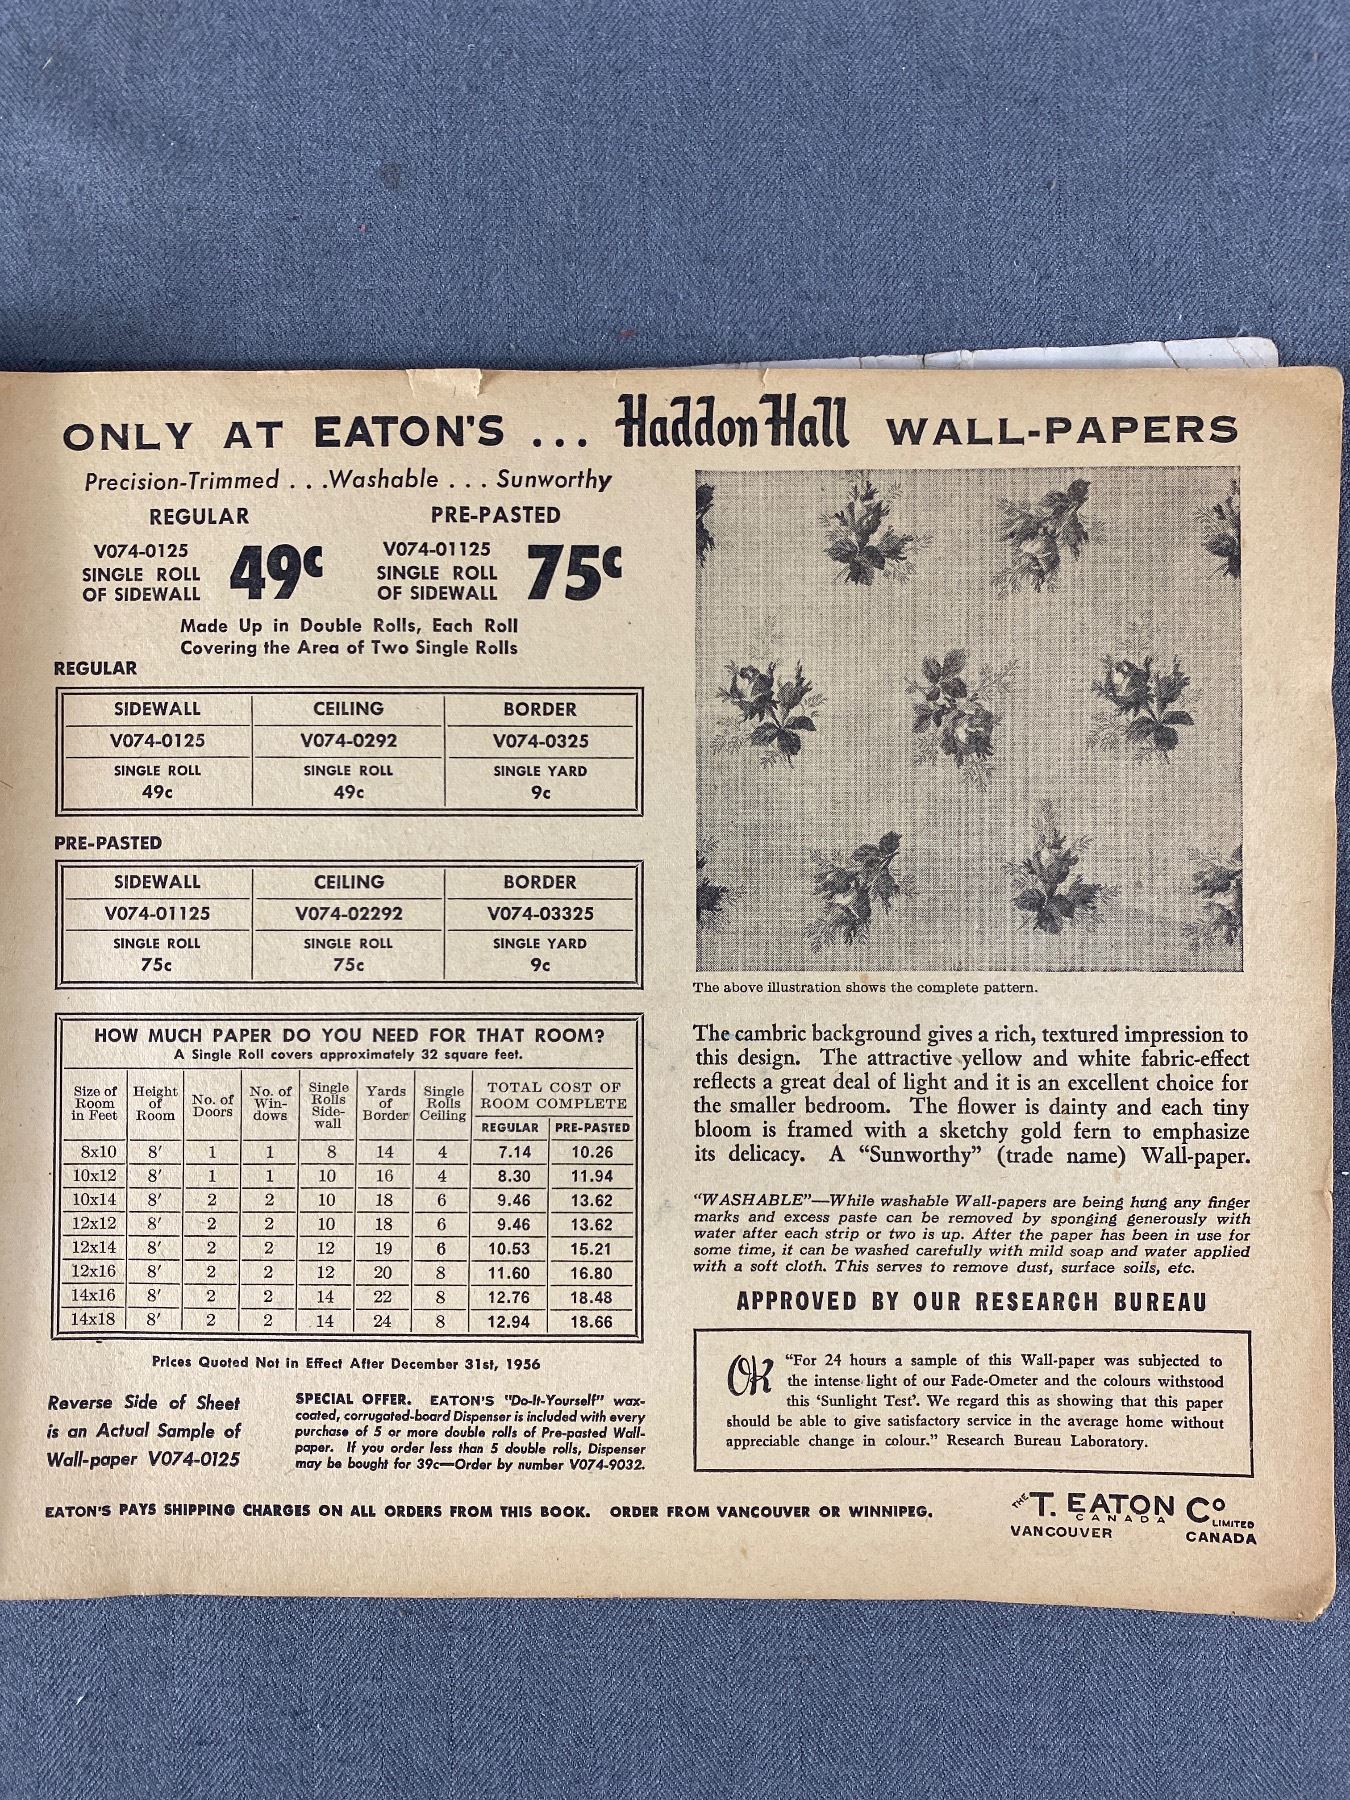 ONLY AT EATON'S ... Haddon Hall WALL-PAPERS
Precision-Trimmed ...Washable ... Sunworthy
REGULAR
V074-0125
SINGLE ROLL
OF SIDEWALL
49c
PRE-PASTED
V074-01125
SINGLE ROLL
OF SIDEWALL
75c
Made Up in Double Rolls, Each Roll
Covering the Area of Two Single Rolls
REGULAR
SIDEWALL CEILING BORDER
V074-0125 V074-0292 V074-0325
SINGLE ROLL SINGLE ROLL SINGLE YARD
49c 49c 9c
PRE-PASTED
SIDEWALL CEILING BORDER
V074-01125 V074-02292 V074-03325
SINGLE ROLL SINGLE ROLL SINGLE YARD
75c 75c 9c
HOW MUCH PAPER DO YOU NEED FOR THAT ROOM?
A Single Roll covers approximately 32 square feet.
Size of Room in Feet Height of Room No. of Doors No. of Win-dows Single Rolls Side-wall Yards of Border Single Rolls Ceiling TOTAL COST OF ROOM COMPLETE
REGULAR PRE-PASTED
8x10 8' 1 1 8 14 4 7.14 10.26
10x12 8' 1 1 10 16 4 8.30 11.94
10x14 8' 2 2 10 18 6 9.46 13.62
12x12 8' 2 2 10 18 6 9.46 13.62
12x14 8' 2 2 12 19 6 10.53 15.21
12x16 8' 2 2 12 20 8 11.60 16.80
14x16 8' 2 2 14 22 8 12.76 18.48
14x18 8' 2 2 14 24 8 12.94 18.66
Prices Quoted Not in Effect After December 31st, 1956
Reverse Side of Sheet
is an Actual Sample of
Wall-paper V074-0125
SPECIAL OFFER. EATON'S "Do-It-Yourself" wax-
coated, corrugated-board Dispenser is included with every
purchase of 5 or more double rolls of Pre-pasted Wall-
paper. If you order less than 5 double rolls, Dispenser
may be bought for 39c—Order by number V074-9032.
The above illustration shows the complete pattern.
The cambric background gives a rich, textured impression to
this design. The attractive yellow and white fabric-effect
reflects a great deal of light and it is an excellent choice for
the smaller bedroom. The flower is dainty and each tiny
bloom is framed with a sketchy gold fern to emphasize
its delicacy. A "Sunworthy" (trade name) Wall-paper.
"WASHABLE"—While washable Wall-papers are being hung any finger
marks and excess paste can be removed by sponging generously with
water after each strip or two is up. After the paper has been in use for
some time, it can be washed carefully with mild soap and water applied
with a soft cloth. This serves to remove dust, surface soils, etc.
APPROVED BY OUR RESEARCH BUREAU
OK "For 24 hours a sample of this Wall-paper was subjected to
the intense light of our Fade-Ometer and the colours withstood
this 'Sunlight Test'. We regard this as showing that this paper
should be able to give satisfactory service in the average home without
appreciable change in colour." Research Bureau Laboratory.
EATON'S PAYS SHIPPING CHARGES ON ALL ORDERS FROM THIS BOOK. ORDER FROM VANCOUVER OR WINNIPEG.
THE T. EATON Co LIMITED
CANADA
VANCOUVER CANADA